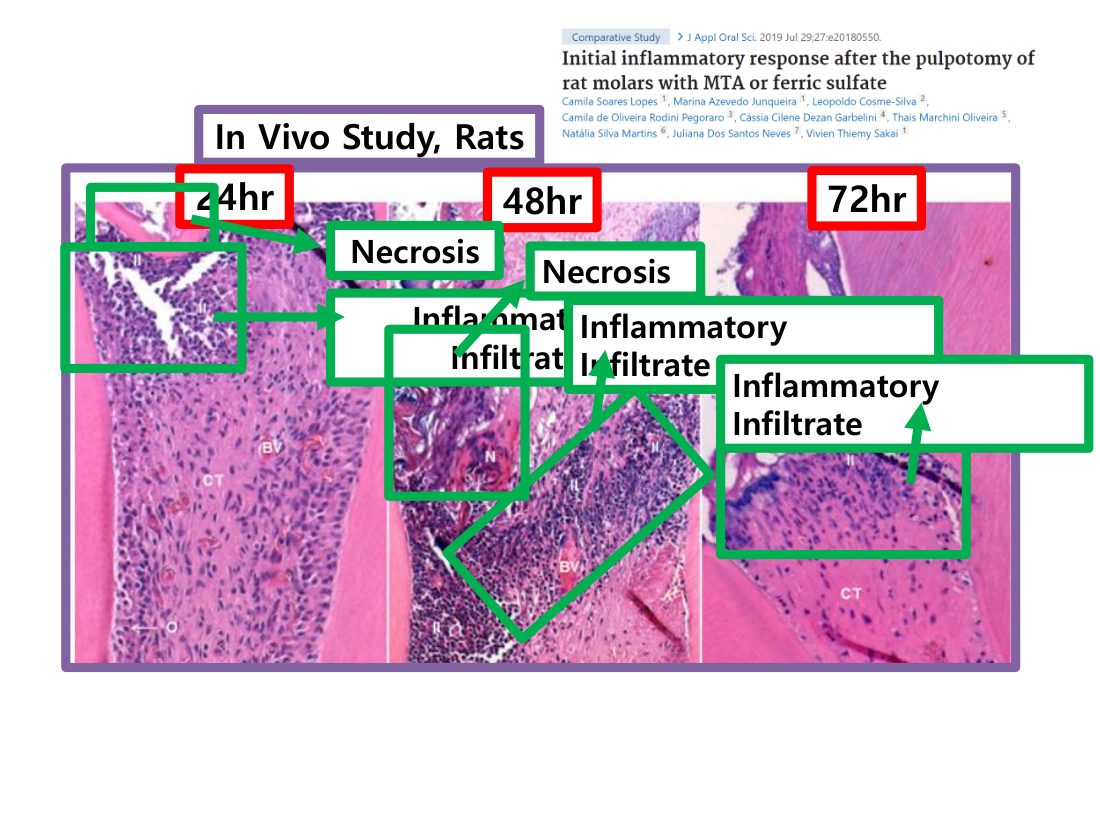 Comparative Study > J Appl Oral Sci. 2019 Jul 29;27:e20180550.
Initial inflammatory response after the pulpotomy of
rat molars with MTA or ferric sulfate
Camila Soares Lopes 1, Marina Azevedo Junqueira 1, Leopoldo Cosme-Silva 2,
Camila de Oliveira Rodini Pegoraro 3, Cássia Cilene Dezan Garbelini 4, Thais Marchini Oliveira 5,
Natália Silva Martins 6, Juliana Dos Santos Neves 7, Vivien Thiemy Sakai 1
In Vivo Study, Rats
24hr
48hr
72hr
Necrosis
Necrosis
Inflammat
Infiltrat
Inflammatory
Infiltrate
Inflammatory
Infiltrate
II
II
BV
CT
O
N
II
IL
BV
II
II
CT